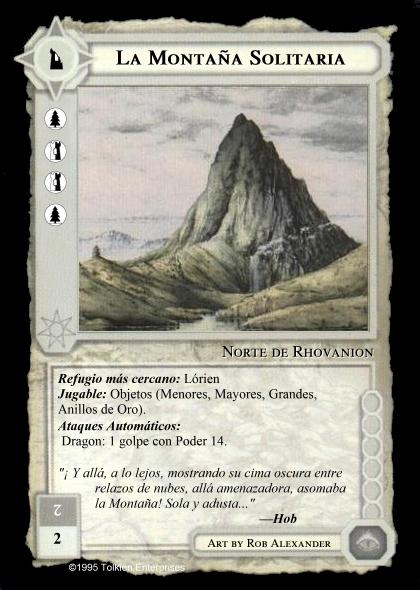 La Montaña Solitaria
Norte de Rhovanion
Refugio más cercano: Lórien
Jugable: Objetos (Menores, Mayores, Grandes,
Anillos de Oro).
Ataques Automáticos:
Dragon: 1 golpe con Poder 14.
"¡ Y allá, a lo lejos, mostrando su cima oscura entre
relazos de nubes, allá amenazadora, asomaba
la Montaña! Sola y adusta..."
—Hob
2
2
Art by Rob Alexander
©1995 Tolkien Enterprises